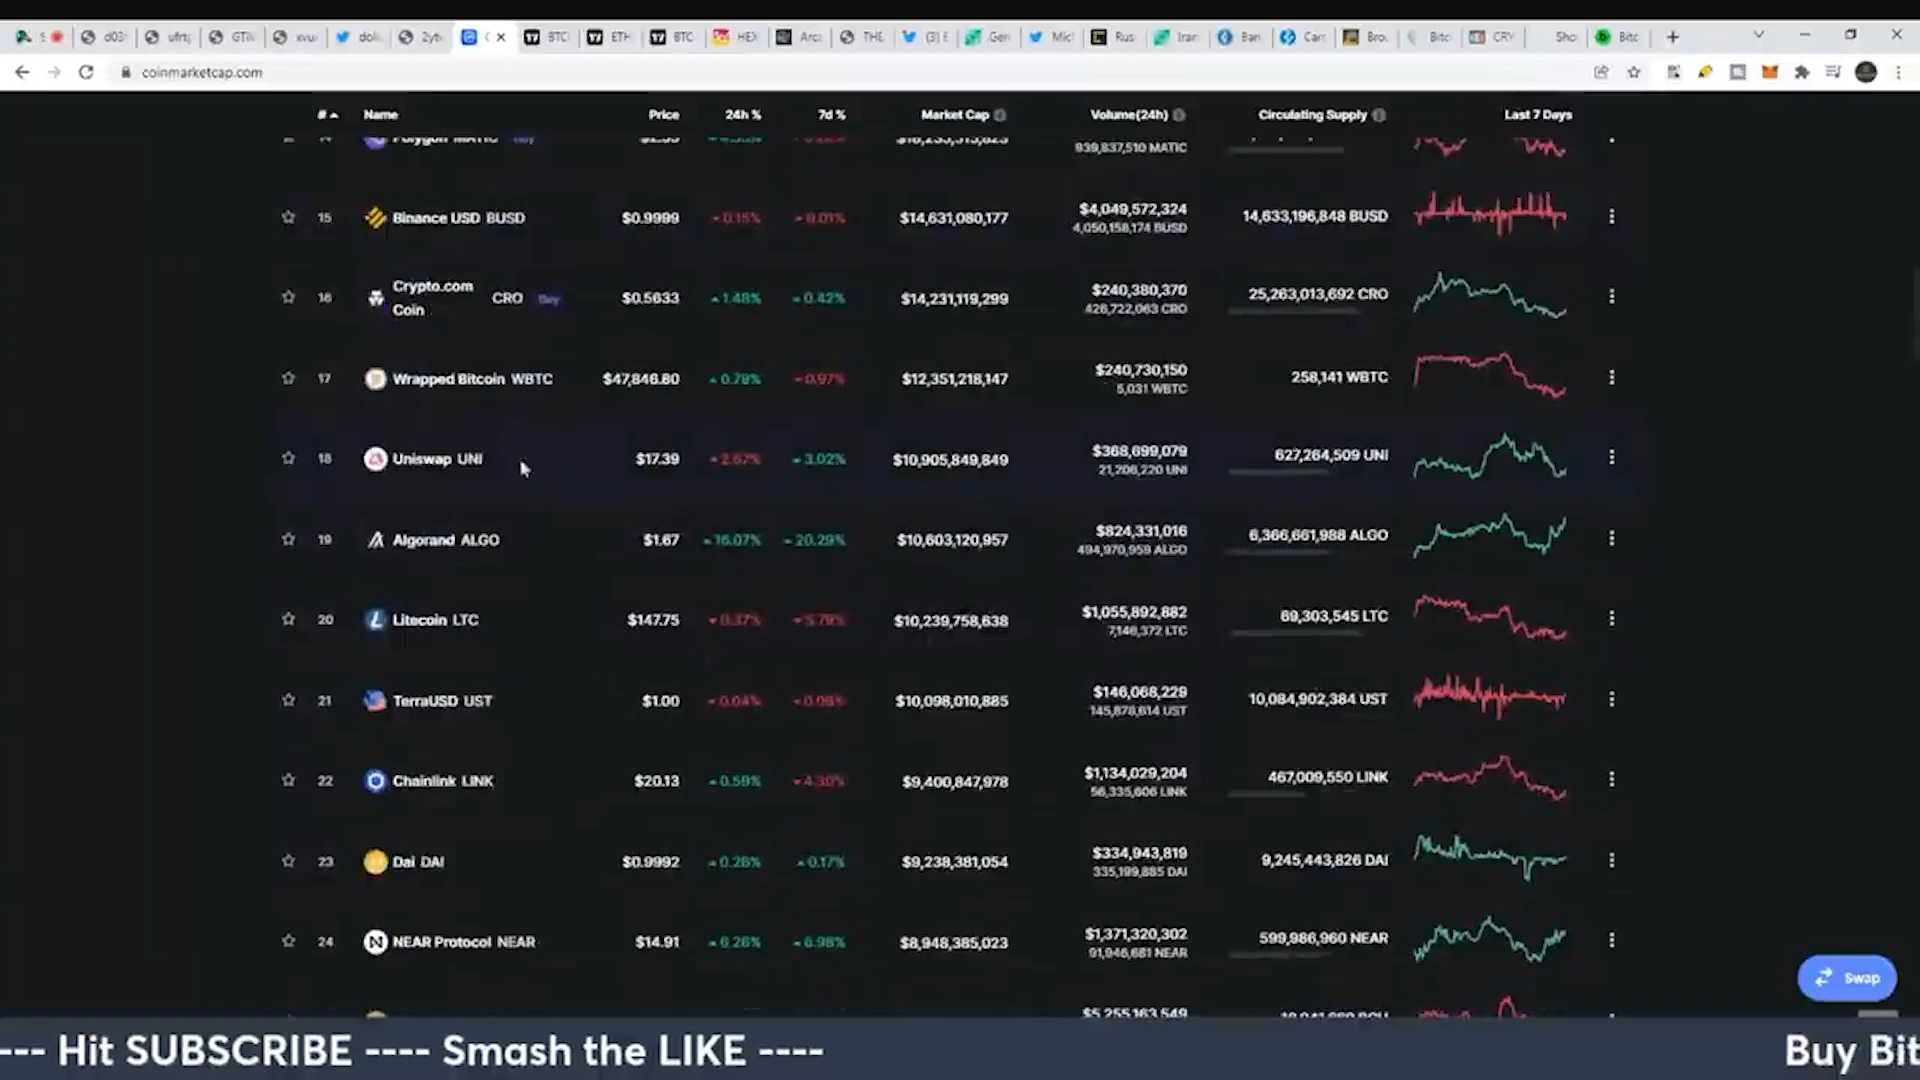 coinmarketcap.com
# Name Price 24h % 7d % Market Cap Volume(24h) Circulating Supply Last 7 Days
14 Polygon MATIC Buy
939,837,510 MATIC
15 Binance USD BUSD $0.9999 0.15% 0.01% $14,631,080,177 $4,049,572,324 14,633,196,848 BUSD
4,050,158,174 BUSD
16 Crypto.com Coin CRO Buy $0.5633 1.48% 0.42% $14,231,119,299 $240,380,370 25,263,013,692 CRO
426,722,063 CRO
17 Wrapped Bitcoin WBTC $47,846.80 0.79% 0.97% $12,351,218,147 $240,730,150 258,141 WBTC
5,031 WBTC
18 Uniswap UNI $17.39 2.67% 3.02% $10,905,849,849 $368,699,079 627,264,509 UNI
21,206,220 UNI
19 Algorand ALGO $1.67 16.07% 20.29% $10,603,120,957 $824,331,016 6,366,661,988 ALGO
494,970,959 ALGO
20 Litecoin LTC $147.75 0.37% 5.79% $10,239,758,638 $1,055,892,882 69,303,545 LTC
7,146,372 LTC
21 TerraUSD UST $1.00 0.04% $10,098,010,885 $146,068,229 10,084,902,384 UST
145,878,614 UST
22 Chainlink LINK $20.13 0.59% 4.30% $9,400,847,978 $1,134,029,204 467,009,550 LINK
56,335,606 LINK
23 Dai DAI $0.9992 0.26% 0.17% $9,238,381,054 $334,943,819 9,245,443,826 DAI
335,199,885 DAI
24 NEAR Protocol NEAR $14.91 6.26% 6.98% $8,948,385,023 $1,371,320,302 599,986,960 NEAR
91,946,681 NEAR
$5,255,163,549
Swap
--- Hit SUBSCRIBE ---- Smash the LIKE ---- Buy Bit